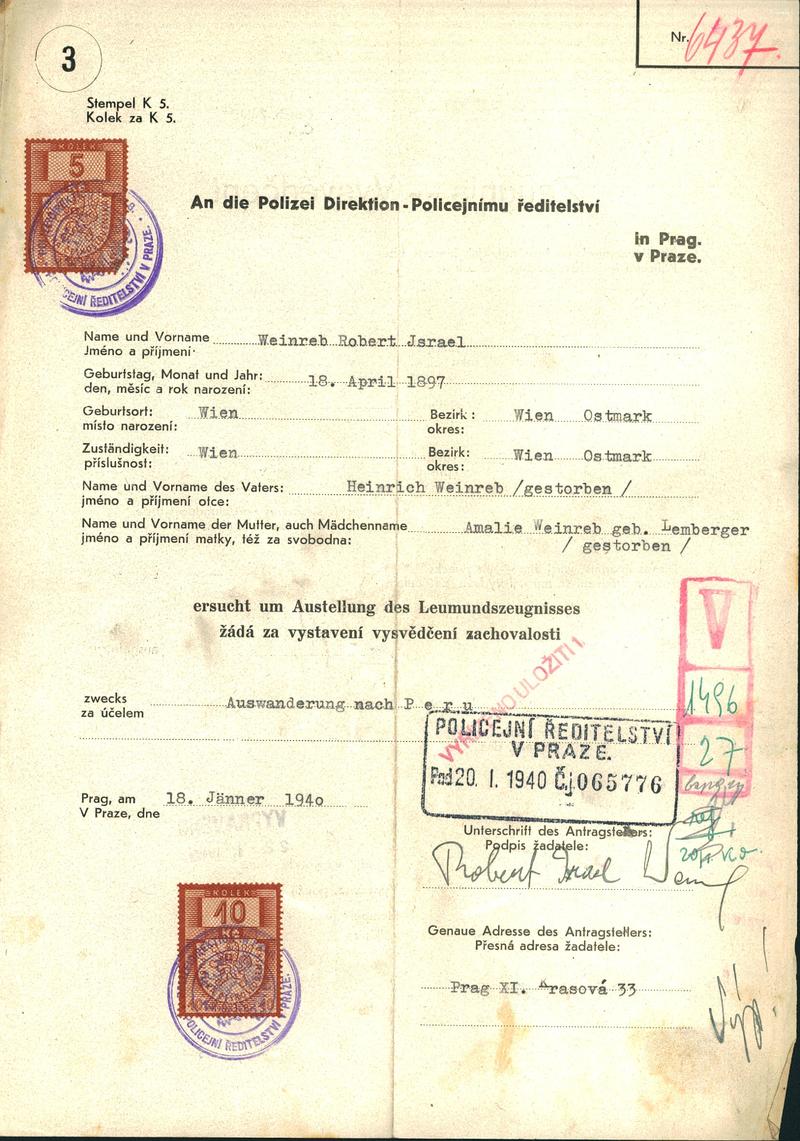 3
Nr. 6437.
Stempel K 5.
Kolek za K 5.
KOLEK
5
POLICEJNÍ ŘEDITELSTVÍ V PRAZE.
An die Polizei Direktion - Policejnímu ředitelství
in Prag.
v Praze.
Name und Vorname Weinreb Robert Jsrael
Jméno a příjmení·
Geburtstag, Monat und Jahr: 18. April 1897
den, měsíc a rok narození:
Geburtsort: Wien Bezirk: Wien Ostmark
místo narození: okres:
Zuständigkeit: Wien Bezirk: Wien Ostmark
příslušnost: okres:
Name und Vorname des Vaters: Heinrich Weinreb /gestorben /
jméno a příjmení otce:
Name und Vorname der Mutter, auch Mädchenname Amalie Weinreb geb. Lemberger
jméno a příjmení matky, též za svobodna: / gestorben /
ersucht um Austellung des Leumundszeugnisses
žádá za vystavení vysvědčení zachovalosti
V
1496
27
zwecks Auswanderung nach P e r u
za účelem
ULOŽITI!
POLICEJNÍ ŘEDITELSTVÍ
V PRAZE.
Pod 20. I. 1940 Čj. 065776
Prag, am 18. Jänner 1940
V Praze, dne
Unterschrift des Antragstellers:
Podpis žadatele:
Robert Israel
KOLEK
10
Kč
POLICEJNÍ ŘEDITELSTVÍ V PRAZE.
Genaue Adresse des Antragstellers:
Přesná adresa žadatele:
Prag XI. Krasová 33